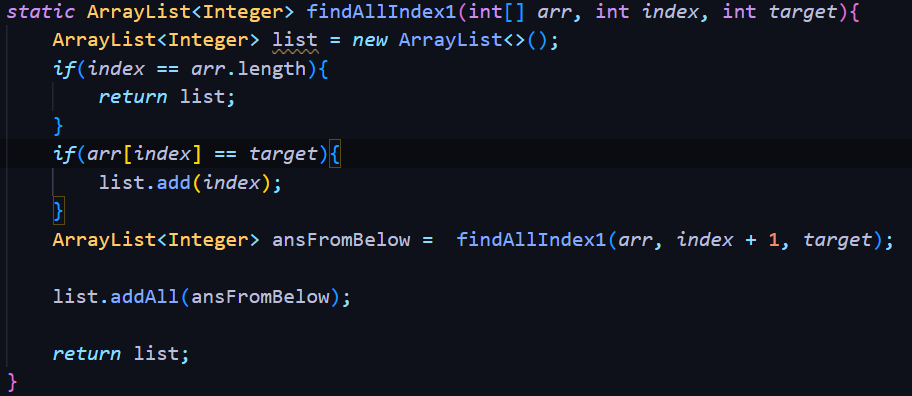 static ArrayList<Integer> findAllIndex1(int[] arr, int index, int target){
    ArrayList<Integer> list = new ArrayList<>();
    if(index == arr.length){
        return list;
    }
    if(arr[index] == target){
        list.add(index);
    }
    ArrayList<Integer> ansFromBelow =  findAllIndex1(arr, index + 1, target);

    list.addAll(ansFromBelow);

    return list;
}